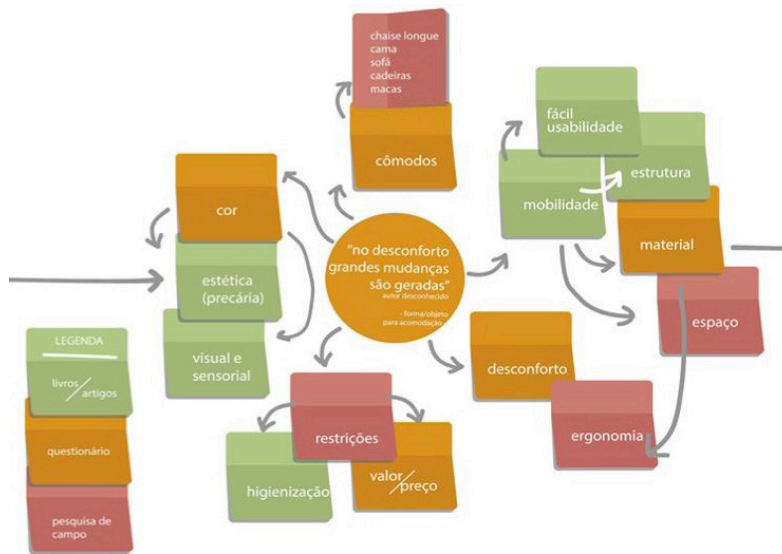 chaise longue
cama
sofá
cadeiras
macas
cômodos
fácil
usabilidade
estrutura
mobilidade
material
espaço
cor
estética
(precária)
visual e
sensorial
"no desconforto
grandes mudanças
são geradas"
autor desconhecido
- forma/objeto
para acomodação
desconforto
ergonomia
restrições
higienização
valor/
preço
LEGENDA
livros/
artigos
questionário
pesquisa de
campo